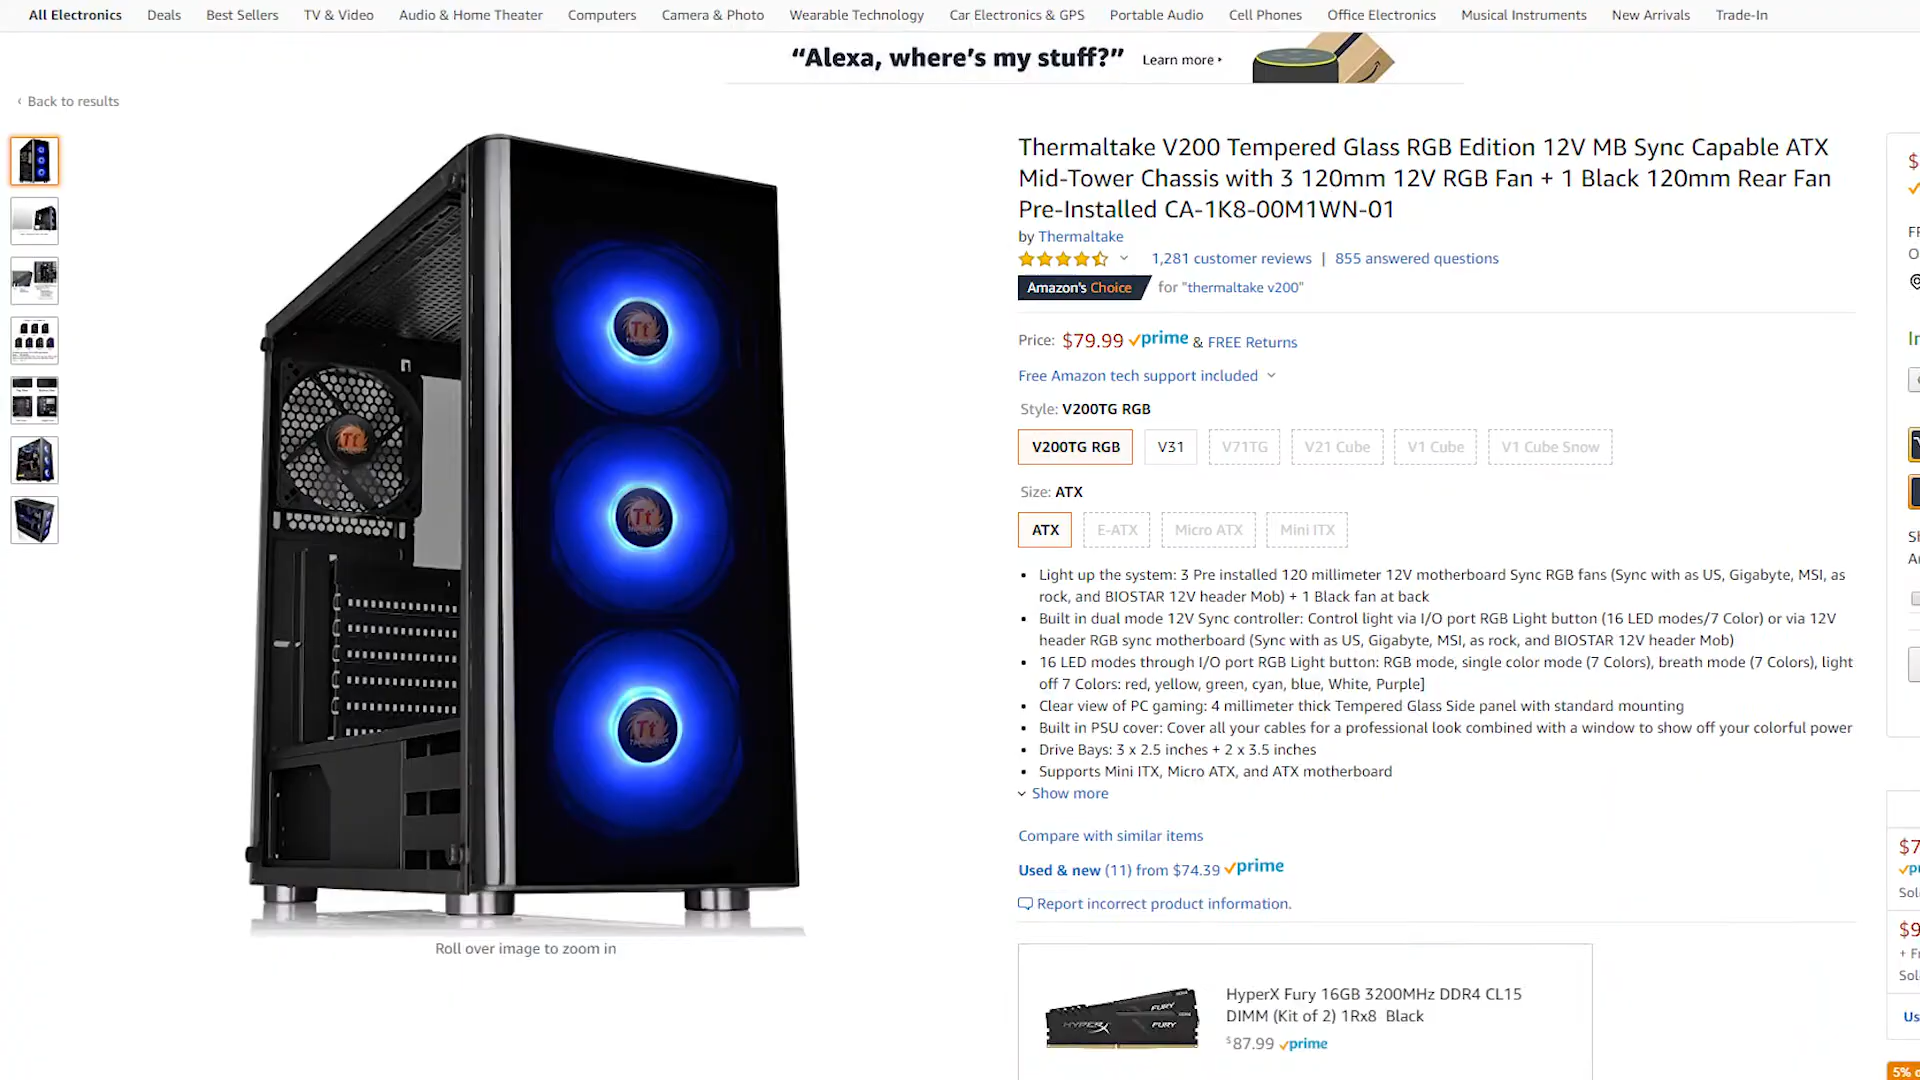 All Electronics Deals Best Sellers TV & Video Audio & Home Theater Computers Camera & Photo Wearable Technology Car Electronics & GPS Portable Audio Cell Phones Office Electronics Musical Instruments New Arrivals Trade-In
“Alexa, where’s my stuff?” Learn more ▸
‹ Back to results
Thermaltake V200 Tempered Glass RGB Edition 12V MB Sync Capable ATX
Mid-Tower Chassis with 3 120mm 12V RGB Fan + 1 Black 120mm Rear Fan
Pre-Installed CA-1K8-00M1WN-01
by Thermaltake
1,281 customer reviews | 855 answered questions
Amazon's Choice for "thermaltake v200"
Price: $79.99 prime & FREE Returns
Free Amazon tech support included
Style: V200TG RGB
V200TG RGB V31 V71TG V21 Cube V1 Cube V1 Cube Snow
Size: ATX
ATX E-ATX Micro ATX Mini ITX
• Light up the system: 3 Pre installed 120 millimeter 12V motherboard Sync RGB fans (Sync with as US, Gigabyte, MSI, as
rock, and BIOSTAR 12V header Mob) + 1 Black fan at back
• Built in dual mode 12V Sync controller: Control light via I/O port RGB Light button (16 LED modes/7 Color) or via 12V
header RGB sync motherboard (Sync with as US, Gigabyte, MSI, as rock, and BIOSTAR 12V header Mob)
• 16 LED modes through I/O port RGB Light button: RGB mode, single color mode (7 Colors), breath mode (7 Colors), light
off 7 Colors: red, yellow, green, cyan, blue, White, Purple]
• Clear view of PC gaming: 4 millimeter thick Tempered Glass Side panel with standard mounting
• Built in PSU cover: Cover all your cables for a professional look combined with a window to show off your colorful power
• Drive Bays: 3 x 2.5 inches + 2 x 3.5 inches
• Supports Mini ITX, Micro ATX, and ATX motherboard
Show more
Compare with similar items
Used & new (11) from $74.39 prime
Report incorrect product information.
Roll over image to zoom in
Tt
Tt
Tt
Tt
HyperX Fury 16GB 3200MHz DDR4 CL15
DIMM (Kit of 2) 1Rx8 Black
$87.99 prime
HYPERX FURY
FURY
$
$7
$9
5%